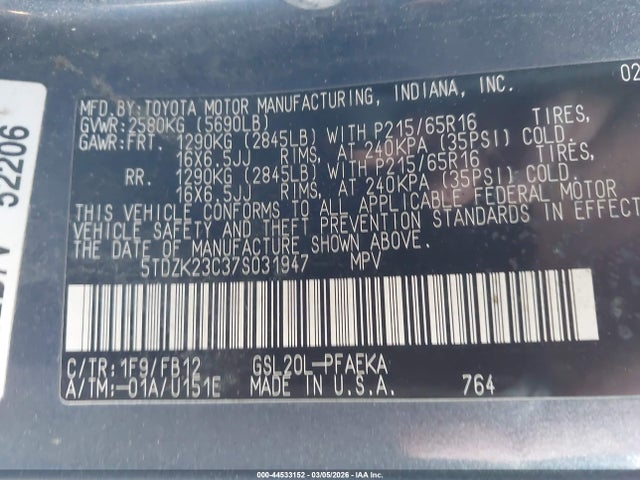 MFD.BY:TOYOTA MOTOR MANUFACTURING, INDIANA, INC. 02
GVWR:2580KG (5690LB)
GAWR:FRT. 1290KG (2845LB) WITH P215/65R16 TIRES,
16X6.5JJ RIMS, AT 240KPA (35PSI) COLD.
RR. 1290KG (2845LB) WITH P215/65R16 TIRES,
16X6.5JJ RIMS, AT 240KPA (35PSI) COLD.
THIS VEHICLE CONFORMS TO ALL APPLICABLE FEDERAL MOTOR
VEHICLE SAFETY AND THEFT PREVENTION STANDARDS IN EFFECT
THE DATE OF MANUFACTURE SHOWN ABOVE.
5TDZK23C37S031947 MPV
C/TR:1F9/FB12 GSL20L-PFAEKA
A/TM:-01A/U151E MADE IN U.S.A. 764
52206
000-44533152 - 03/05/2026 - IAA Inc.